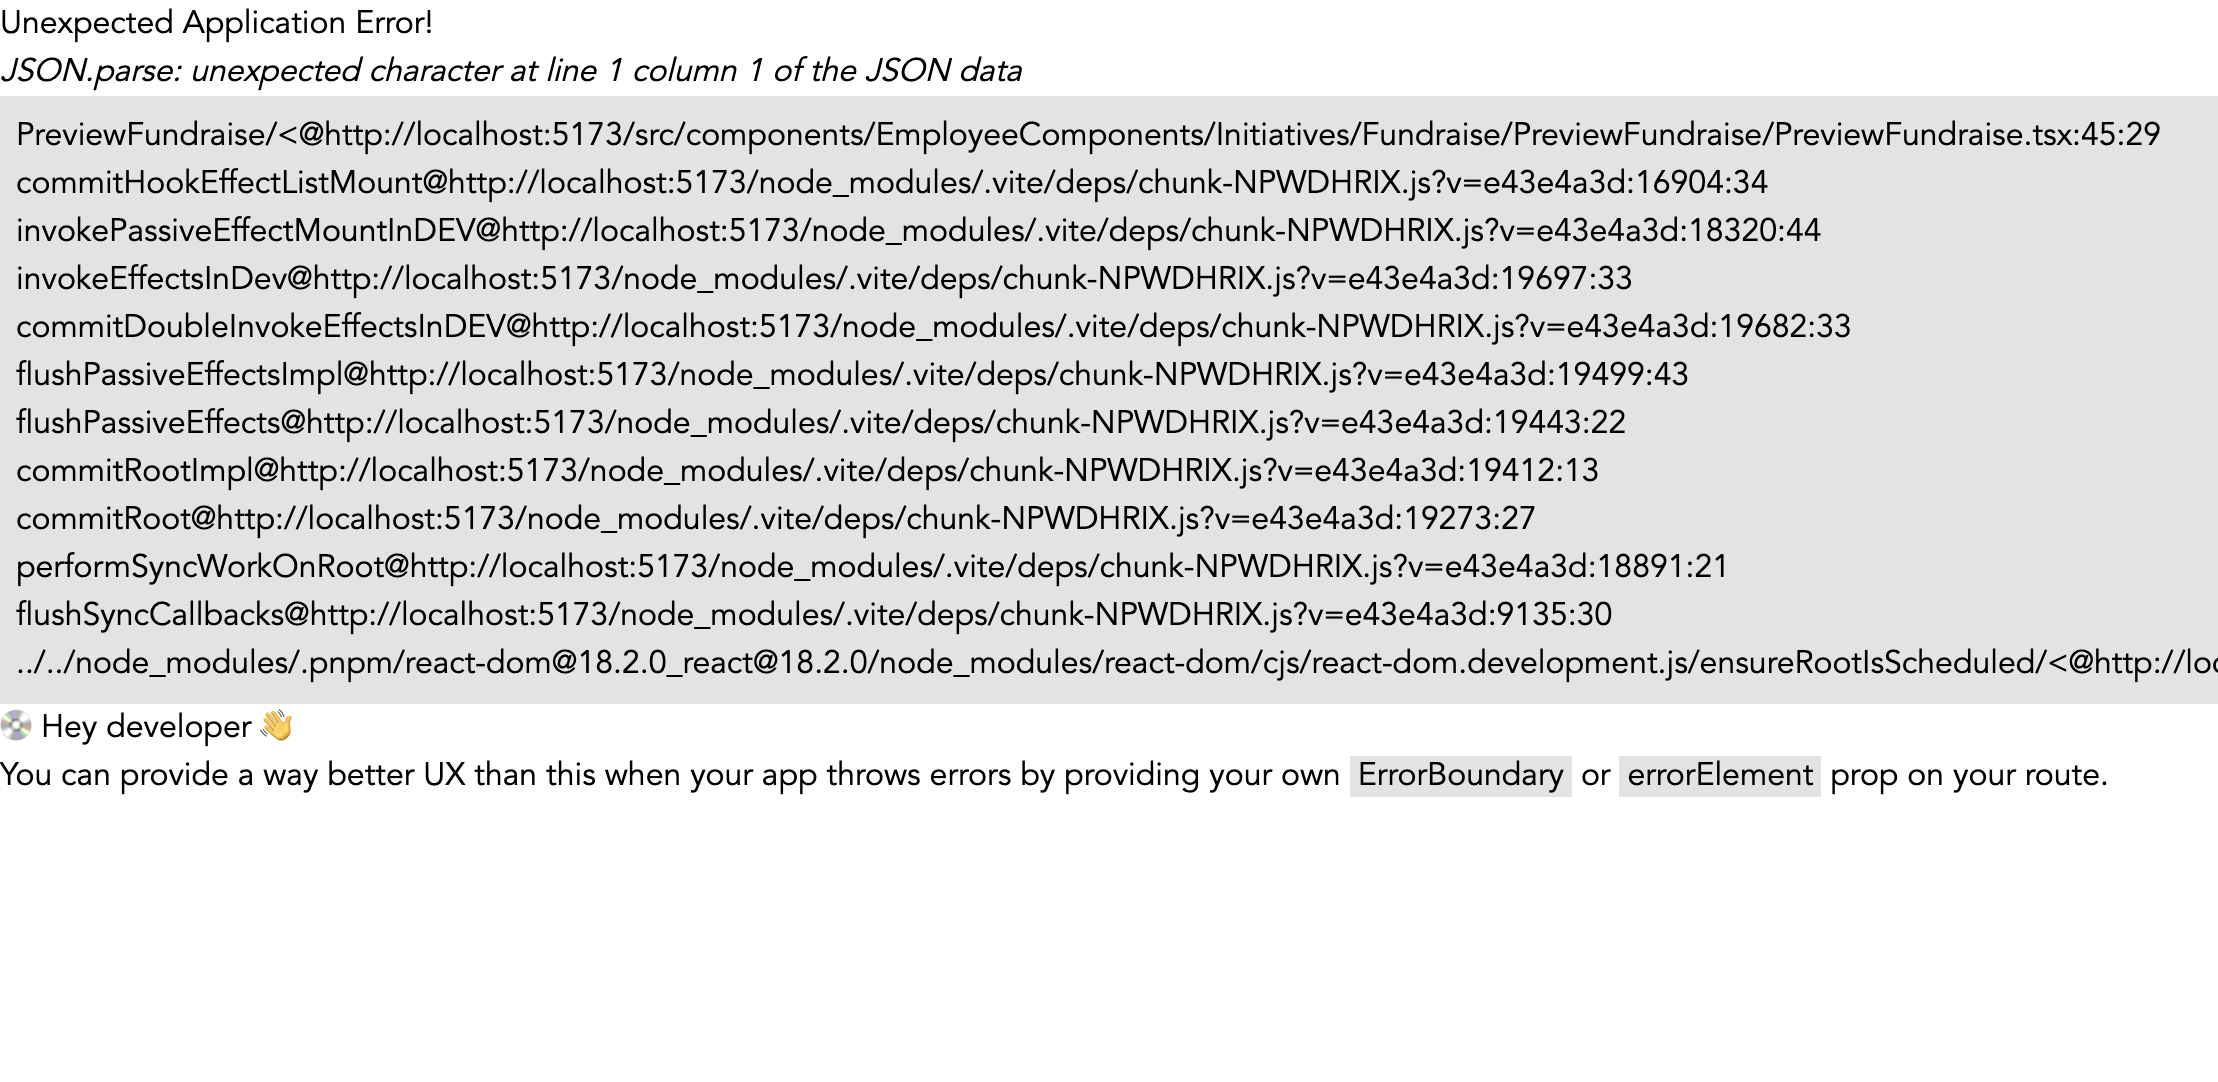 Unexpected Application Error!
JSON.parse: unexpected character at line 1 column 1 of the JSON data
PreviewFundraise/<@http://localhost:5173/src/components/EmployeeComponents/Initiatives/Fundraise/PreviewFundraise/PreviewFundraise.tsx:45:29
commitHookEffectListMount@http://localhost:5173/node_modules/.vite/deps/chunk-NPWDHRIX.js?v=e43e4a3d:16904:34
invokePassiveEffectMountInDEV@http://localhost:5173/node_modules/.vite/deps/chunk-NPWDHRIX.js?v=e43e4a3d:18320:44
invokeEffectsInDev@http://localhost:5173/node_modules/.vite/deps/chunk-NPWDHRIX.js?v=e43e4a3d:19697:33
commitDoubleInvokeEffectsInDEV@http://localhost:5173/node_modules/.vite/deps/chunk-NPWDHRIX.js?v=e43e4a3d:19682:33
flushPassiveEffectsImpl@http://localhost:5173/node_modules/.vite/deps/chunk-NPWDHRIX.js?v=e43e4a3d:19499:43
flushPassiveEffects@http://localhost:5173/node_modules/.vite/deps/chunk-NPWDHRIX.js?v=e43e4a3d:19443:22
commitRootImpl@http://localhost:5173/node_modules/.vite/deps/chunk-NPWDHRIX.js?v=e43e4a3d:19412:13
commitRoot@http://localhost:5173/node_modules/.vite/deps/chunk-NPWDHRIX.js?v=e43e4a3d:19273:27
performSyncWorkOnRoot@http://localhost:5173/node_modules/.vite/deps/chunk-NPWDHRIX.js?v=e43e4a3d:18891:21
flushSyncCallbacks@http://localhost:5173/node_modules/.vite/deps/chunk-NPWDHRIX.js?v=e43e4a3d:9135:30
../../node_modules/.pnpm/react-dom@18.2.0_react@18.2.0/node_modules/react-dom/cjs/react-dom.development.js/ensureRootIsScheduled/<@http://loc
💿 Hey developer 👋
You can provide a way better UX than this when your app throws errors by providing your own ErrorBoundary or errorElement prop on your route.